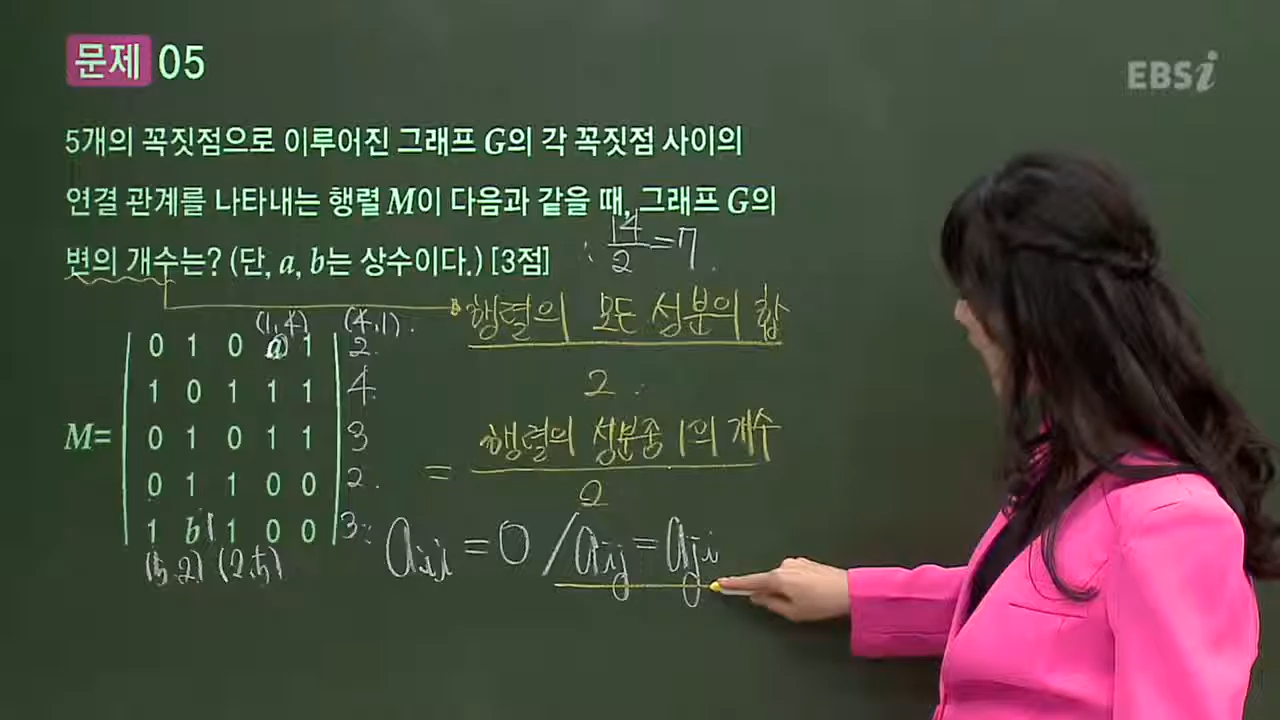 문제 05
EBSi
5개의 꼭짓점으로 이루어진 그래프 G의 각 꼭짓점 사이의
연결 관계를 나타내는 행렬 M이 다음과 같을 때, 그래프 G의
변의 개수는? (단, a, b는 상수이다.) [3점]
∴ 14/2 = 7.
행렬의 모든 성분의 합
2
= 행렬의 성분중 1의 개수
2
(1,4) (4,1).
0 1 0 a 1 2.
1 0 1 1 1 4.
M= 0 1 0 1 1 3
0 1 1 0 0 2.
1 b 1 1 0 0 3
(5,2) (2,5)
aii = 0 / aij = aji